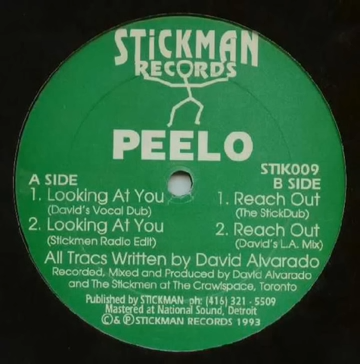 STiCKMAN
RECORDS
PEELO
STIK009
A SIDE
1. Looking At You
(David's Vocal Dub)
2. Looking At You
(Stickmen Radio Edit)
B SIDE
1. Reach Out
(The StickDub)
2. Reach Out
(David's L.A. Mix)
All Tracs Written by David Alvarado
Recorded, Mixed and Produced by David Alvarado
and The Stickmen at The Crawlspace, Toronto
Published by STICKMAN ph: (416) 321 - 5509
Mastered at National Sound, Detroit
©& ℗ STICKMAN RECORDS 1993